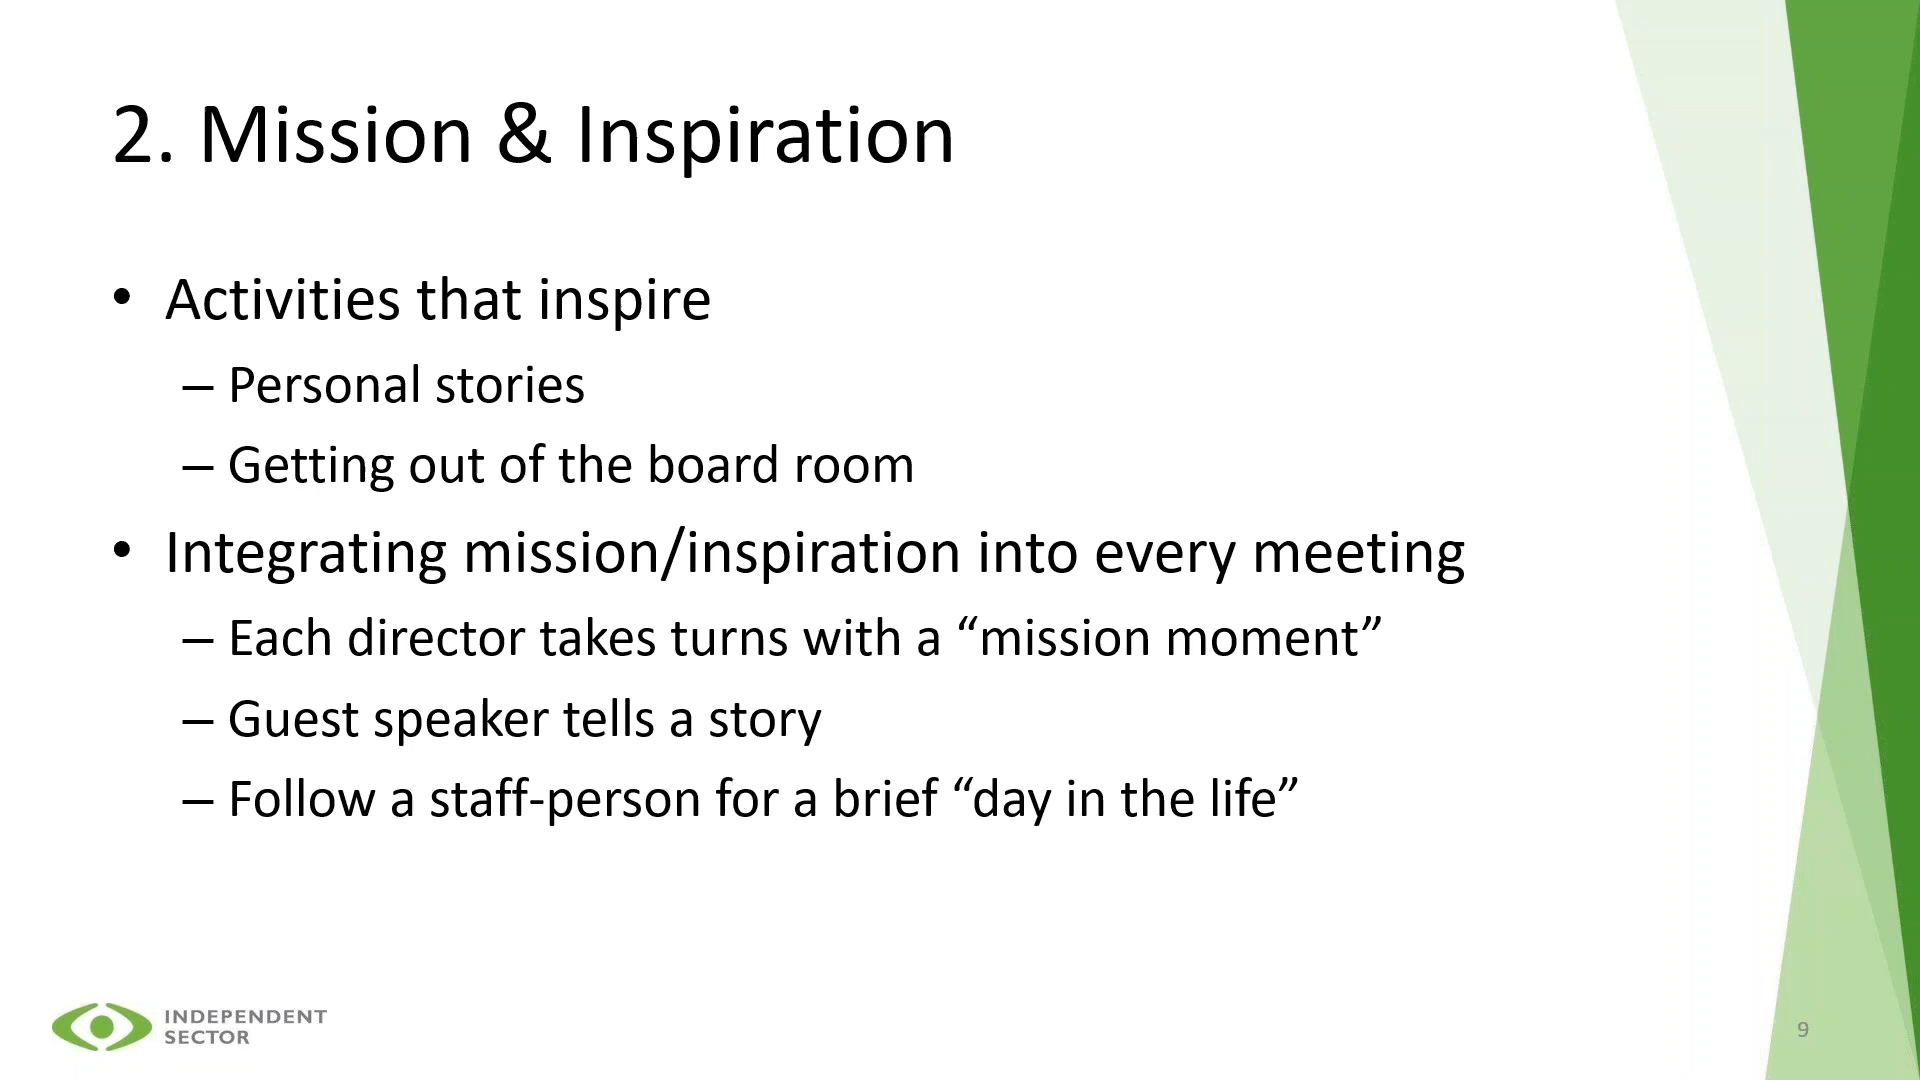 2. Mission & Inspiration
• Activities that inspire
– Personal stories
– Getting out of the board room
• Integrating mission/inspiration into every meeting
– Each director takes turns with a “mission moment”
– Guest speaker tells a story
– Follow a staff-person for a brief “day in the life”
INDEPENDENT
SECTOR
9